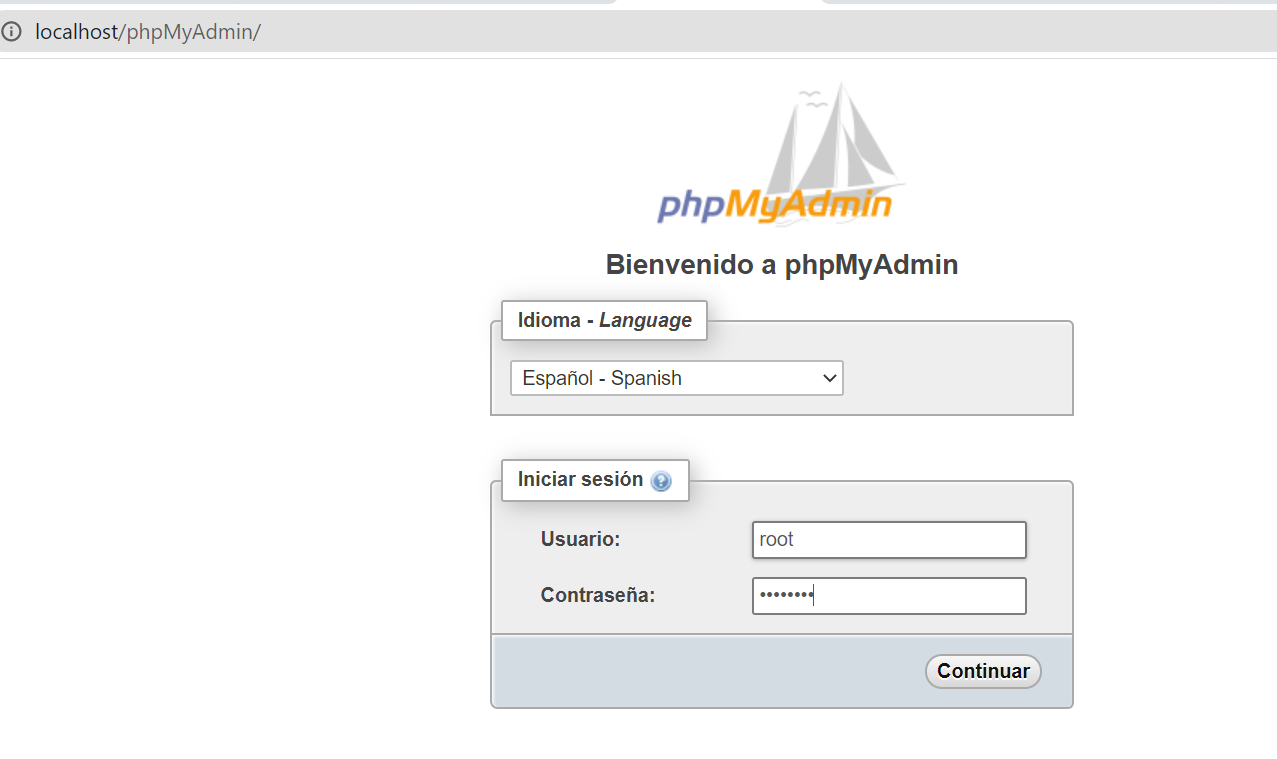 localhost/phpMyAdmin/
phpMyAdmin
Bienvenido a phpMyAdmin
Idioma - Language
Español - Spanish
Iniciar sesión
Usuario: root
Contraseña: ••••••••
Continuar